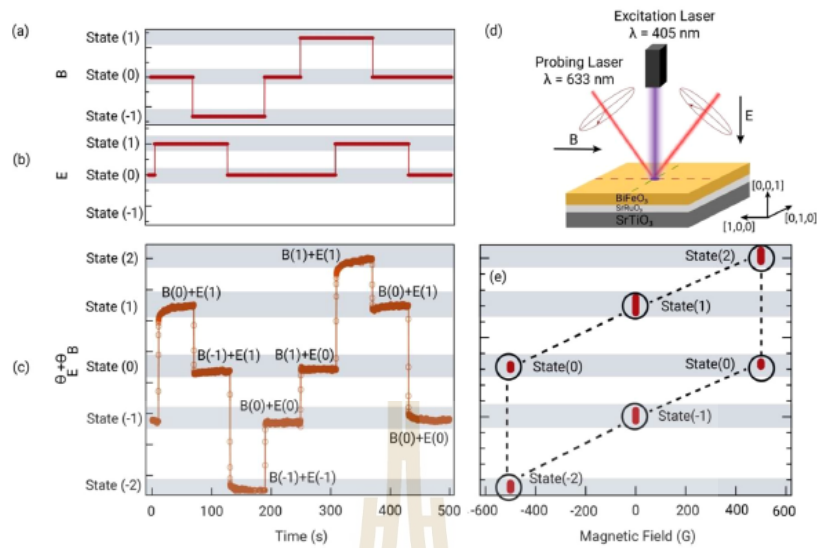 (a)
State (1)
State (0)
State (-1)
B
(b)
State (1)
State (0)
State (-1)
E
(c)
θ +θ
E B
State (2)
State (1)
State (0)
State (-1)
State (-2)
B(0)+E(1)
B(-1)+E(1)
B(-1)+E(-1)
B(0)+E(0)
B(1)+E(0)
B(1)+E(1)
B(0)+E(1)
B(0)+E(0)
0 100 200 300 400 500
Time (s)
(d)
Excitation Laser
λ = 405 nm
Probing Laser
λ = 633 nm
B
E
BiFeO₃
SrRuO₃
SrTiO₃
[0,0,1]
[1,0,0]
[0,1,0]
(e)
State(2)
State(1)
State(0)
State(0)
State(-1)
State(-2)
-600 -400 -200 0 200 400 600
Magnetic Field (G)